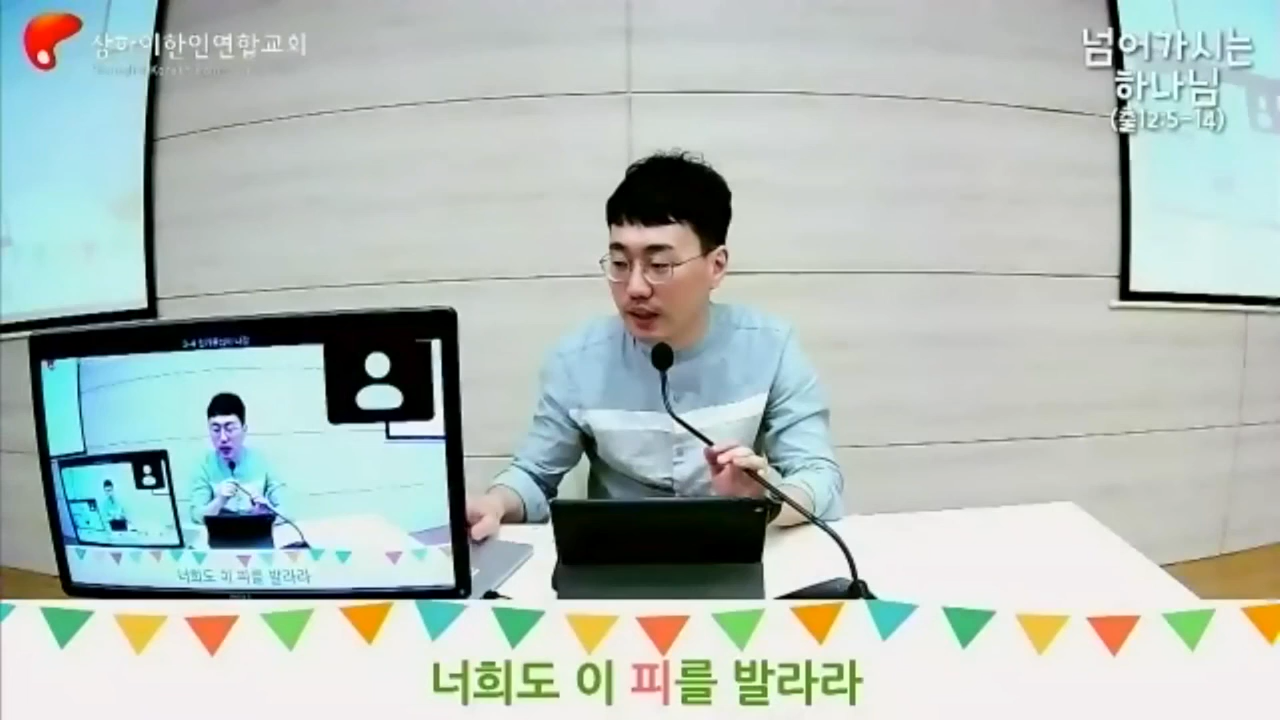 상하이한인연합교회
넘어가시는
하나님
(출12:5-14)
너희도 이 피를 발라라
너희도 이 피를 발라라